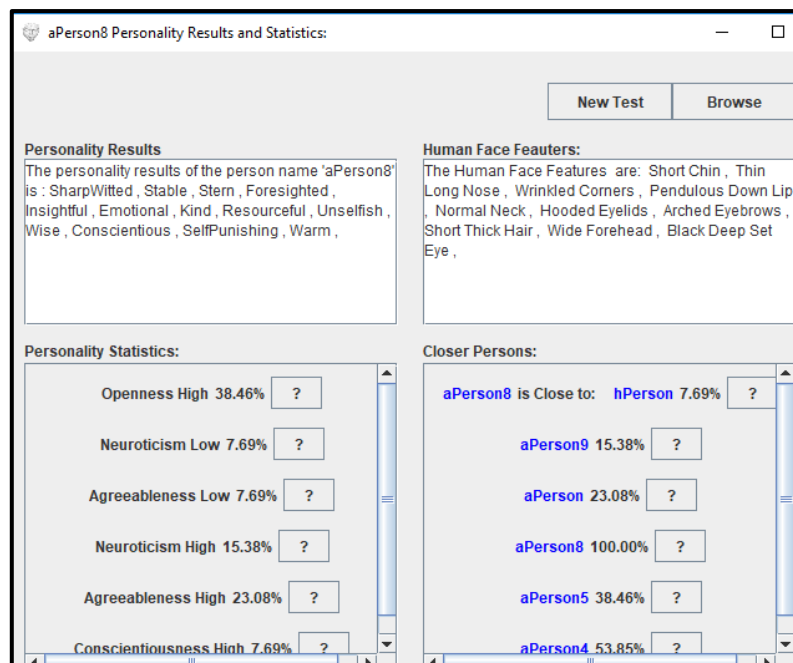 aPerson8 Personality Results and Statistics:
New Test
Browse
Personality Results
The personality results of the person name 'aPerson8'
is : SharpWitted , Stable , Stern , Foresighted ,
Insightful , Emotional , Kind , Resourceful , Unselfish ,
Wise , Conscientious , SelfPunishing , Warm ,
Human Face Feauters:
The Human Face Features  are:  Short Chin ,  Thin
Long Nose ,  Wrinkled Corners ,  Pendulous Down Lip
,  Normal Neck ,  Hooded Eyelids ,  Arched Eyebrows ,
Short Thick Hair ,  Wide Forehead ,  Black Deep Set
Eye ,
Personality Statistics:
Openness High 38.46% ?
Neuroticism Low 7.69% ?
Agreeableness Low 7.69% ?
Neuroticism High 15.38% ?
Agreeableness High 23.08% ?
Conscientiousness High 7.69% ?
Closer Persons:
aPerson8 is Close to: hPerson 7.69% ?
aPerson9 15.38% ?
aPerson 23.08% ?
aPerson8 100.00% ?
aPerson5 38.46% ?
aPerson4 53.85% ?